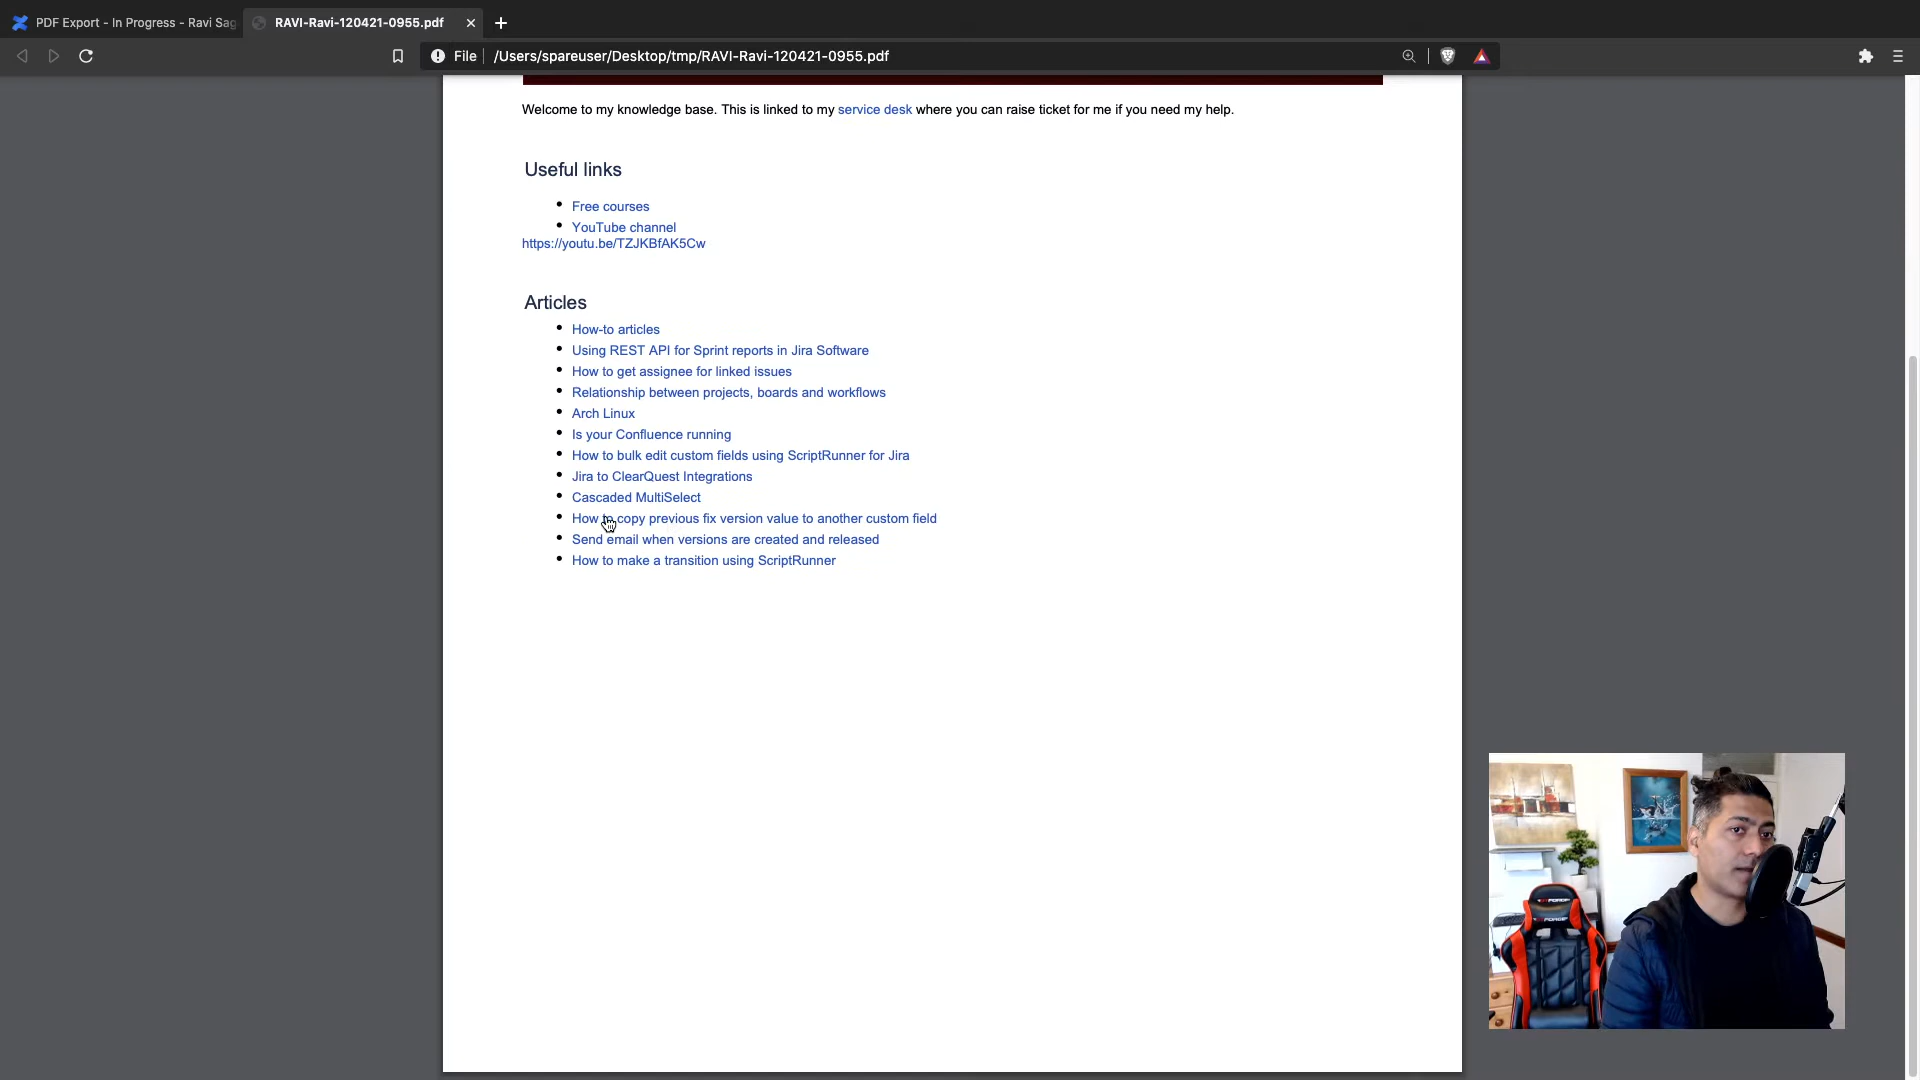 PDF Export - In Progress - Ravi Sag
RAVI-Ravi-120421-0955.pdf
File
/Users/spareuser/Desktop/tmp/RAVI-Ravi-120421-0955.pdf
Welcome to my knowledge base. This is linked to my service desk where you can raise ticket for me if you need my help.
Useful links
Free courses
YouTube channel
https://youtu.be/TZJKBfAK5Cw
Articles
How-to articles
Using REST API for Sprint reports in Jira Software
How to get assignee for linked issues
Relationship between projects, boards and workflows
Arch Linux
Is your Confluence running
How to bulk edit custom fields using ScriptRunner for Jira
Jira to ClearQuest Integrations
Cascaded MultiSelect
How to copy previous fix version value to another custom field
Send email when versions are created and released
How to make a transition using ScriptRunner